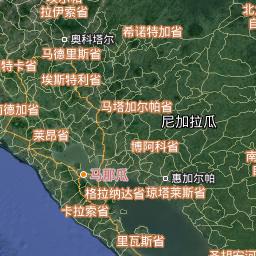 埃斯
北
拉伊索省
希诺特加省
自
奥科塔尔
马德里斯省
特卡省
埃斯特利省
德加省
马塔加尔帕省
尼加拉瓜
莱昂省
博阿科省
南
马那瓜
惠加尔帕
格拉纳达省
琼塔莱斯省
卡拉索省
里瓦斯省
圣胡安河